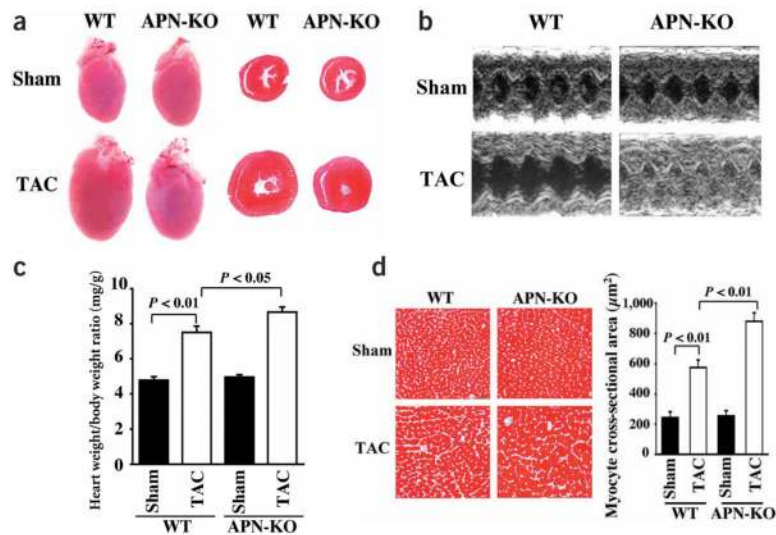 a
WT APN-KO WT APN-KO
Sham
TAC
b
WT APN-KO
Sham
TAC
c
Heart weight/body weight ratio (mg/g)
10
8
6
4
2
0
P < 0.01
P < 0.05
Sham TAC Sham TAC
WT APN-KO
d
WT APN-KO
Sham
TAC
Myocyte cross-sectional area (μm²)
1,000
800
600
400
200
0
P < 0.01
P < 0.01
Sham TAC Sham TAC
WT APN-KO